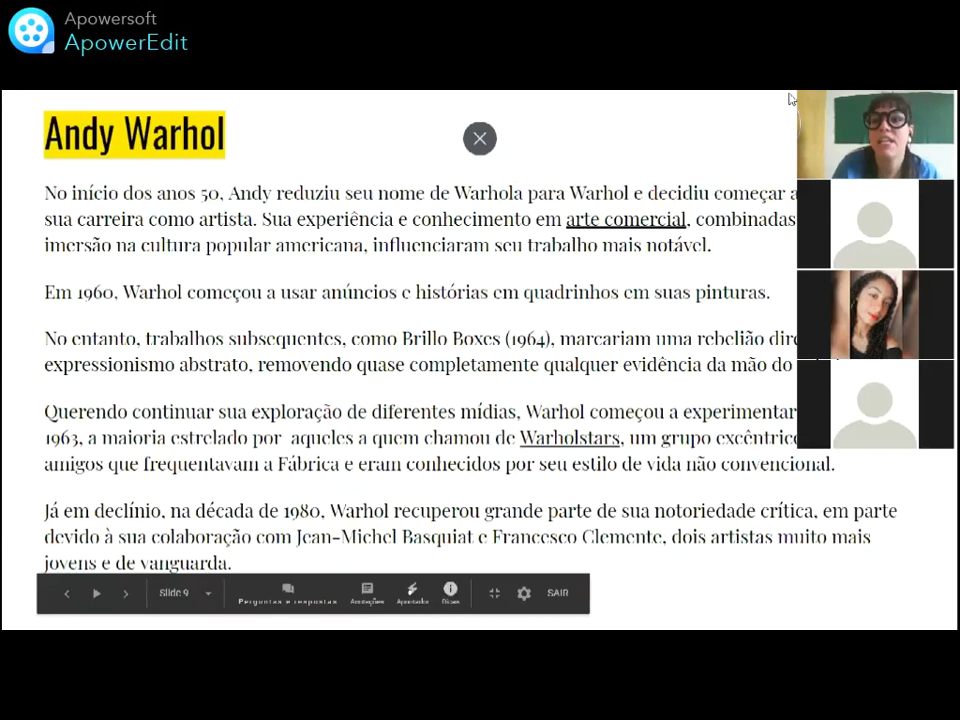 Apowersoft
ApowerEdit
Andy Warhol
No início dos anos 50, Andy reduziu seu nome de Warhola para Warhol e decidiu começar a
sua carreira como artista. Sua experiência e conhecimento em arte comercial, combinadas
imersão na cultura popular americana, influenciaram seu trabalho mais notável.
Em 1960, Warhol começou a usar anúncios e histórias em quadrinhos em suas pinturas.
No entanto, trabalhos subsequentes, como Brillo Boxes (1964), marcariam uma rebelião
expressionismo abstrato, removendo quase completamente qualquer evidência da mão do
Querendo continuar sua exploração de diferentes mídias, Warhol começou a experimentar
1963, a maioria estrelado por aqueles a quem chamou de Warholstars, um grupo excêntrico
amigos que frequentavam a Fábrica e eram conhecidos por seu estilo de vida não convencional.
Já em declínio, na década de 1980, Warhol recuperou grande parte de sua notoriedade crítica, em parte
devido à sua colaboração com Jean-Michel Basquiat e Francesco Clemente, dois artistas muito mais
jovens e de vanguarda.
Slide 9
Perguntas e respostas
Anotações
Apontador
Dicas
SAIR